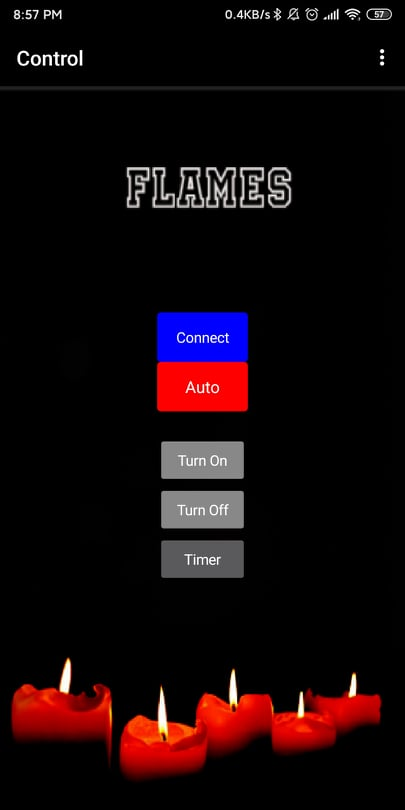 8:57 PM 0.4KB/s 57
Control
FLAMES
Connect
Auto
Turn On
Turn Off
Timer